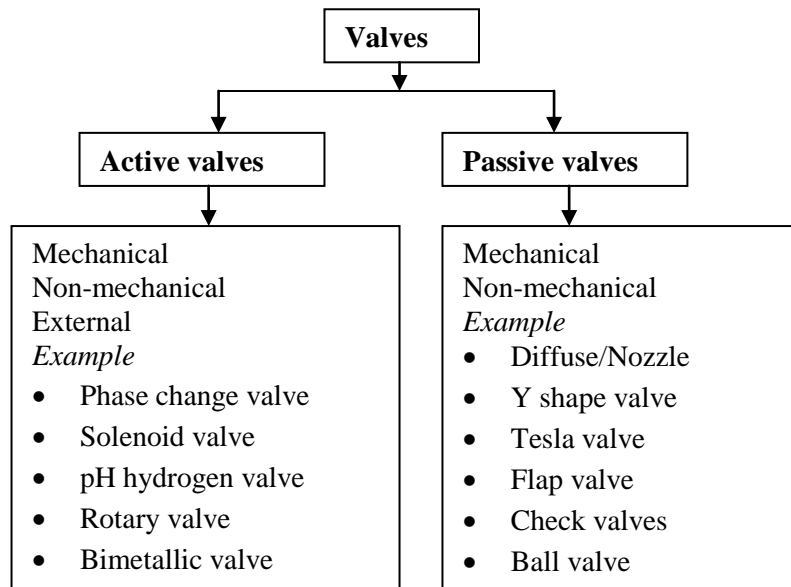 Valves
Active valves
Mechanical
Non-mechanical
External
Example
• Phase change valve
• Solenoid valve
• pH hydrogen valve
• Rotary valve
• Bimetallic valve
Passive valves
Mechanical
Non-mechanical
Example
• Diffuse/Nozzle
• Y shape valve
• Tesla valve
• Flap valve
• Check valves
• Ball valve